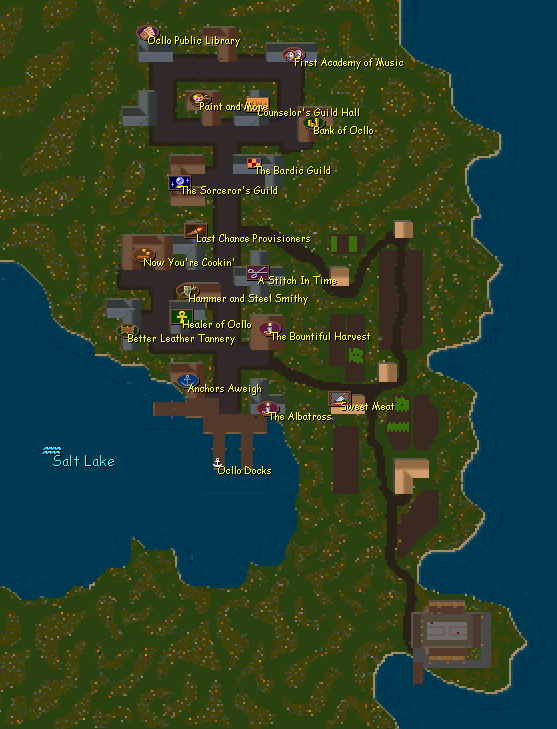 Ocllo Public Library
First Academy of Music
Paint and More
Counselor's Guild Hall
Bank of Ocllo
The Bardic Guild
The Sorceror's Guild
Last Chance Provisioners
Now You're Cookin'
A Stitch In Time
Hammer and Steel Smithy
Healer of Ocllo
Better Leather Tannery
The Bountiful Harvest
Anchors Aweigh
Sweet Meat
The Albatross
Salt Lake
Ocllo Docks